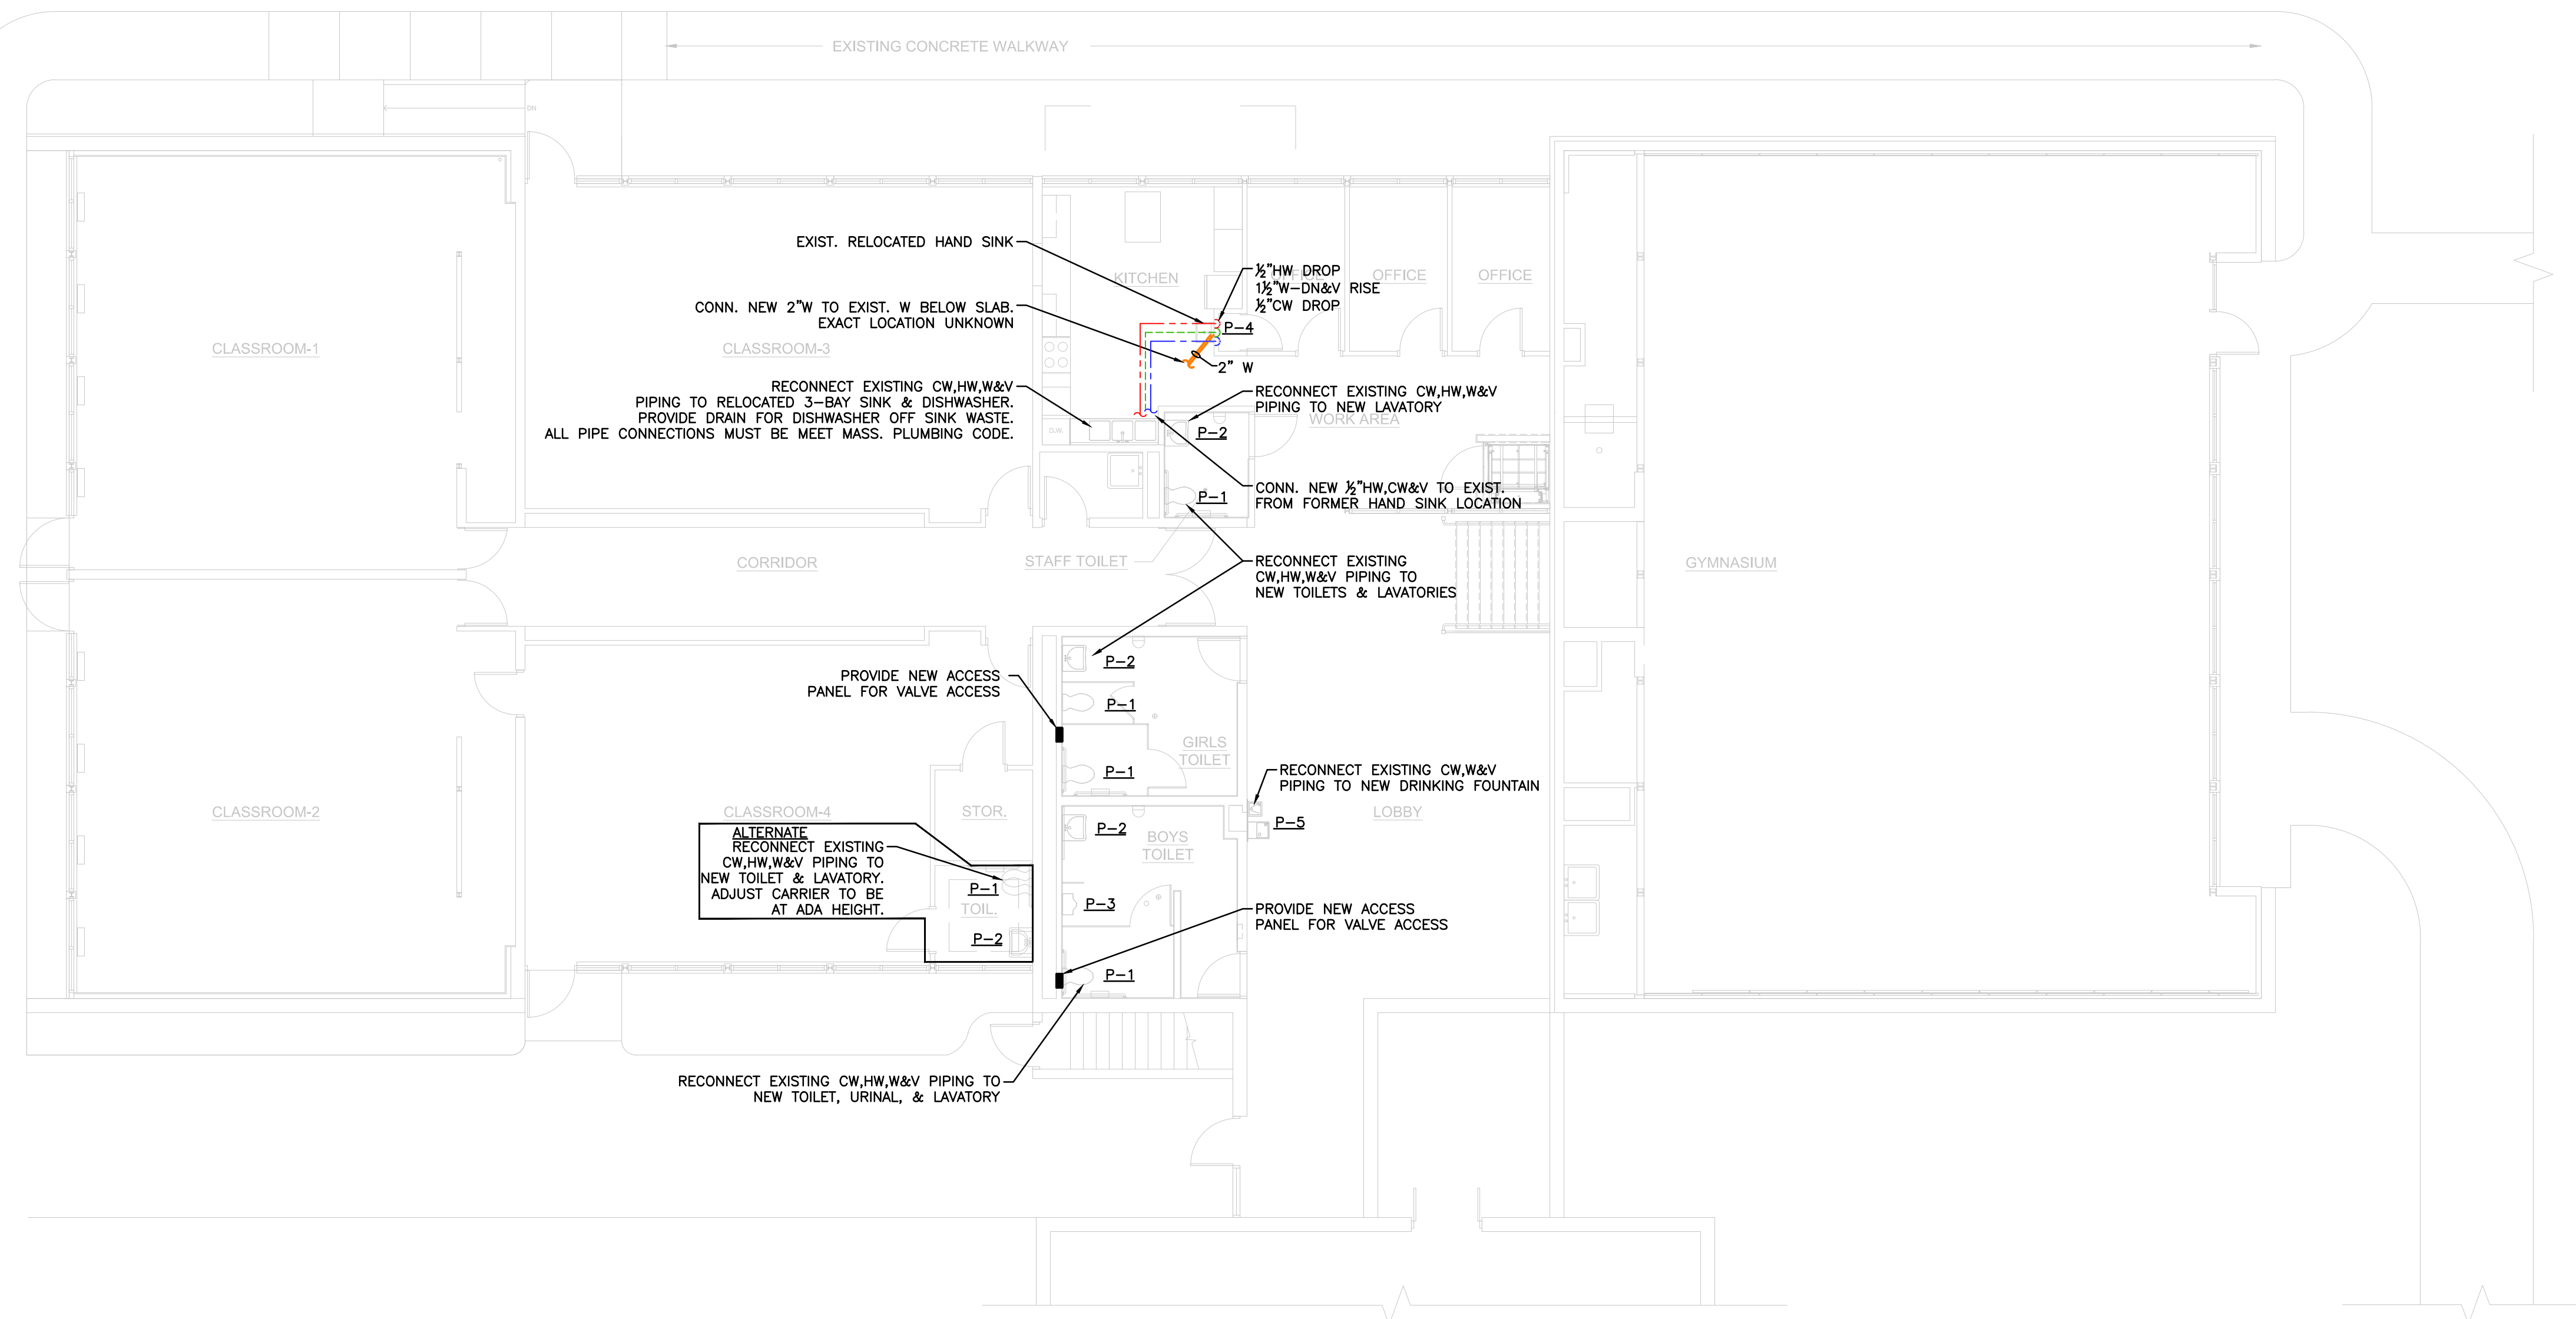 EXISTING CONCRETE WALKWAY
DN
EXIST. RELOCATED HAND SINK
KITCHEN
OFFICE
OFFICE
OFFICE
½"HW DROP
1½"W-DN&V RISE
½"CW DROP
CONN. NEW 2"W TO EXIST. W BELOW SLAB.
EXACT LOCATION UNKNOWN
P-4
2" W
CLASSROOM-1
CLASSROOM-3
RECONNECT EXISTING CW,HW,W&V
PIPING TO RELOCATED 3-BAY SINK & DISHWASHER.
PROVIDE DRAIN FOR DISHWASHER OFF SINK WASTE.
ALL PIPE CONNECTIONS MUST BE MEET MASS. PLUMBING CODE.
D.W.
RECONNECT EXISTING CW,HW,W&V
PIPING TO NEW LAVATORY
WORK AREA
P-2
P-1
CONN. NEW ½"HW,CW&V TO EXIST.
FROM FORMER HAND SINK LOCATION
CORRIDOR
STAFF TOILET
RECONNECT EXISTING
CW,HW,W&V PIPING TO
NEW TOILETS & LAVATORIES
GYMNASIUM
P-2
PROVIDE NEW ACCESS
PANEL FOR VALVE ACCESS
P-1
GIRLS
TOILET
P-1
RECONNECT EXISTING CW,W&V
PIPING TO NEW DRINKING FOUNTAIN
CLASSROOM-2
CLASSROOM-4
STOR.
LOBBY
P-5
P-2
BOYS
TOILET
ALTERNATE
RECONNECT EXISTING
CW,HW,W&V PIPING TO
NEW TOILET & LAVATORY.
ADJUST CARRIER TO BE
AT ADA HEIGHT.
P-1
TOIL.
P-2
P-3
PROVIDE NEW ACCESS
PANEL FOR VALVE ACCESS
P-1
RECONNECT EXISTING CW,HW,W&V PIPING TO
NEW TOILET, URINAL, & LAVATORY